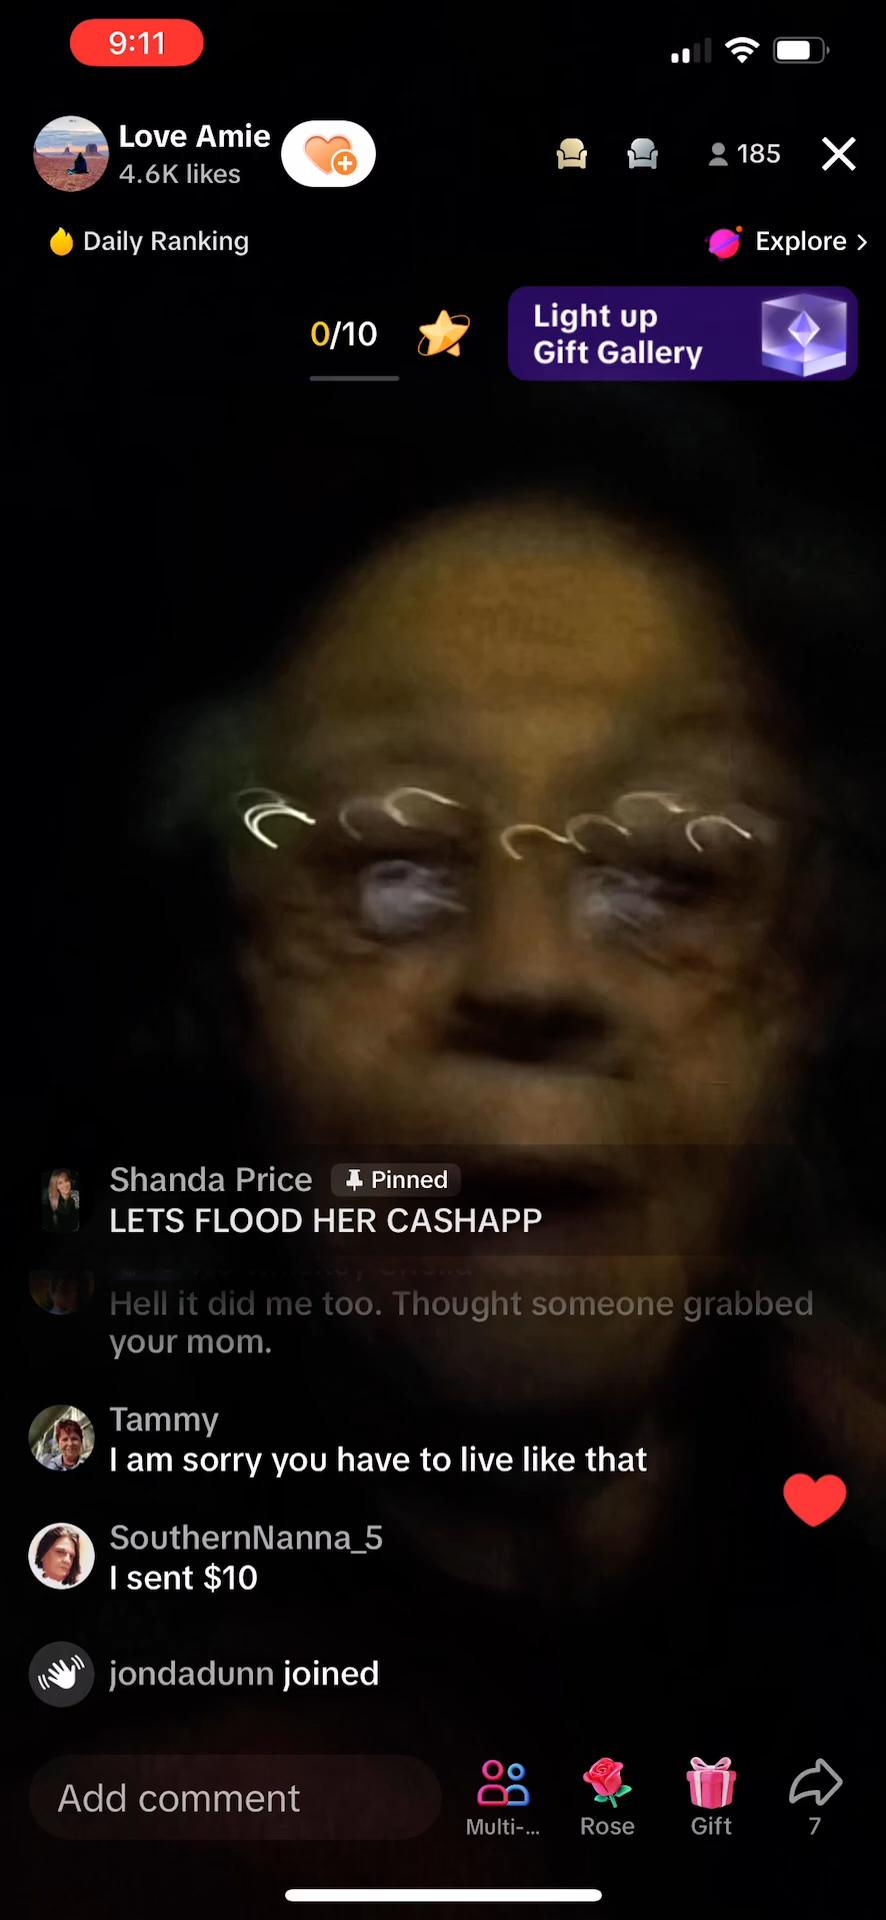 9:11
Love Amie
4.6K likes
185
Daily Ranking
Explore >
0/10
Light up
Gift Gallery
Shanda Price Pinned
LETS FLOOD HER CASHAPP
Hell it did me too. Thought someone grabbed
your mom.
Tammy
I am sorry you have to live like that
SouthernNanna_5
I sent $10
jondadunn joined
Add comment
Multi-...
Rose
Gift
7